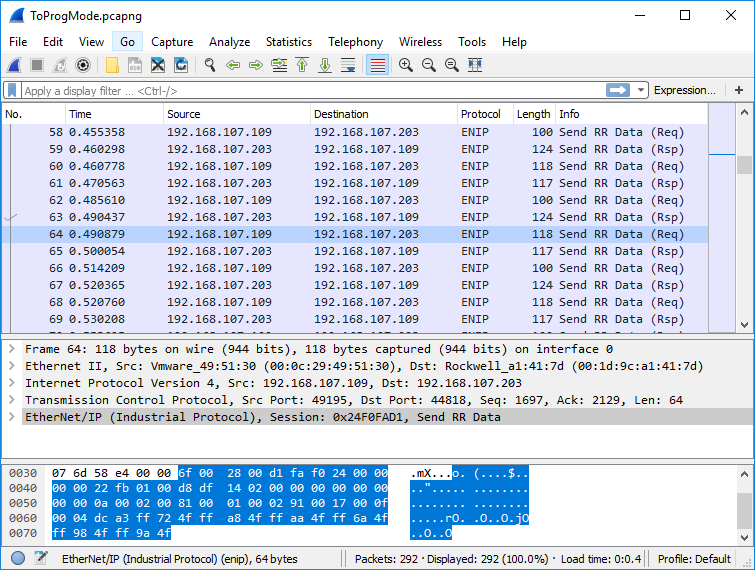 ToProgMode.pcapng
File Edit View Go Capture Analyze Statistics Telephony Wireless Tools Help
Apply a display filter ... <Ctrl-/> Expression... +
No. Time Source Destination Protocol Length Info
58 0.455358 192.168.107.109 192.168.107.203 ENIP 100 Send RR Data (Req)
59 0.460298 192.168.107.203 192.168.107.109 ENIP 124 Send RR Data (Rsp)
60 0.460778 192.168.107.109 192.168.107.203 ENIP 118 Send RR Data (Req)
61 0.470563 192.168.107.203 192.168.107.109 ENIP 117 Send RR Data (Rsp)
62 0.485610 192.168.107.109 192.168.107.203 ENIP 100 Send RR Data (Req)
63 0.490437 192.168.107.203 192.168.107.109 ENIP 124 Send RR Data (Rsp)
64 0.490879 192.168.107.109 192.168.107.203 ENIP 118 Send RR Data (Req)
65 0.500054 192.168.107.203 192.168.107.109 ENIP 117 Send RR Data (Rsp)
66 0.514209 192.168.107.109 192.168.107.203 ENIP 100 Send RR Data (Req)
67 0.520365 192.168.107.203 192.168.107.109 ENIP 124 Send RR Data (Rsp)
68 0.520760 192.168.107.109 192.168.107.203 ENIP 118 Send RR Data (Req)
69 0.530208 192.168.107.203 192.168.107.109 ENIP 117 Send RR Data (Rsp)
Frame 64: 118 bytes on wire (944 bits), 118 bytes captured (944 bits) on interface 0
Ethernet II, Src: Vmware_49:51:30 (00:0c:29:49:51:30), Dst: Rockwell_a1:41:7d (00:1d:9c:a1:41:7d)
Internet Protocol Version 4, Src: 192.168.107.109, Dst: 192.168.107.203
Transmission Control Protocol, Src Port: 49195, Dst Port: 44818, Seq: 1697, Ack: 2129, Len: 64
EtherNet/IP (Industrial Protocol), Session: 0x24F0FAD1, Send RR Data
0030 07 6d 58 e4 00 00 6f 00 28 00 d1 fa f0 24 00 00 .mX...o. (....$..
0040 00 00 22 fb 01 00 d8 df 14 02 00 00 00 00 00 00 .."..... ........
0050 00 00 0a 00 02 00 81 00 01 00 02 91 00 17 00 0f ........ ........
0060 00 04 dc a3 ff 72 4f ff a8 4f ff aa 4f ff 6a 4f .....rO. .O..O.jO
0070 ff 98 4f ff 9a 4f ..O..O
EtherNet/IP (Industrial Protocol) (enip), 64 bytes Packets: 292 · Displayed: 292 (100.0%) · Load time: 0:0.4 Profile: Default